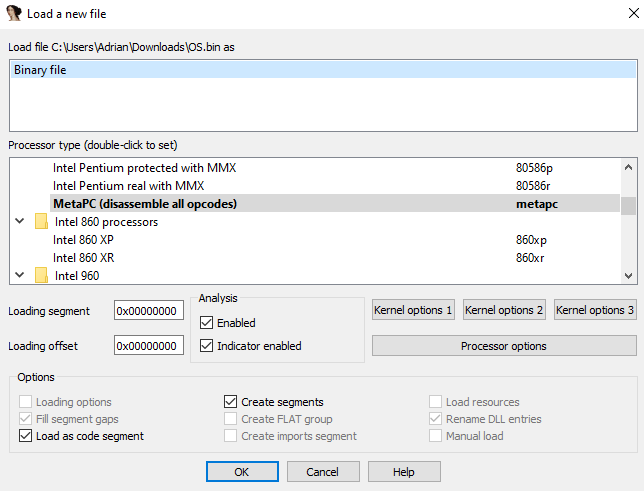 Load a new file
Load file C:\Users\Adrian\Downloads\OS.bin as
Binary file
Processor type (double-click to set)
Intel Pentium protected with MMX 80586p
Intel Pentium real with MMX 80586r
MetaPC (disassemble all opcodes) metapc
Intel 860 processors
Intel 860 XP 860xp
Intel 860 XR 860xr
Intel 960
Loading segment 0x00000000
Loading offset 0x00000000
Analysis
Enabled
Indicator enabled
Kernel options 1 Kernel options 2 Kernel options 3
Processor options
Options
Loading options Create segments Load resources
Fill segment gaps Create FLAT group Rename DLL entries
Load as code segment Create imports segment Manual load
OK Cancel Help